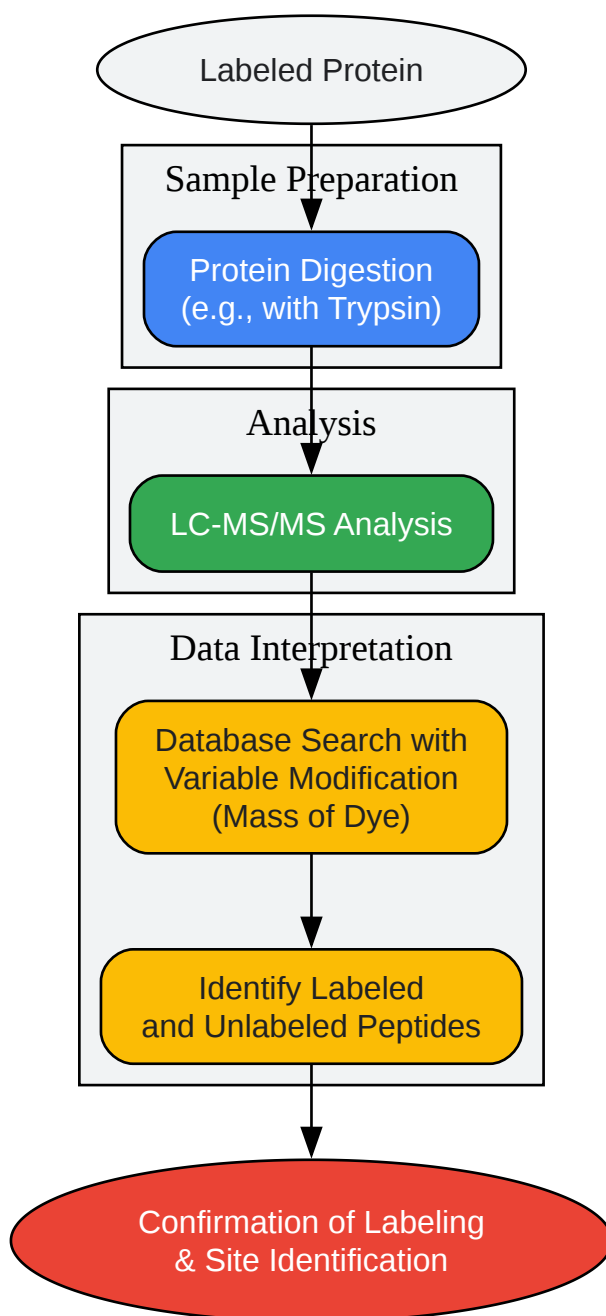 Labeled Protein
Sample Preparation
Protein Digestion
(e.g., with Trypsin)
Analysis
LC-MS/MS Analysis
Data Interpretation
Database Search with
Variable Modification
(Mass of Dye)
Identify Labeled
and Unlabeled Peptides
Confirmation of Labeling
& Site Identification